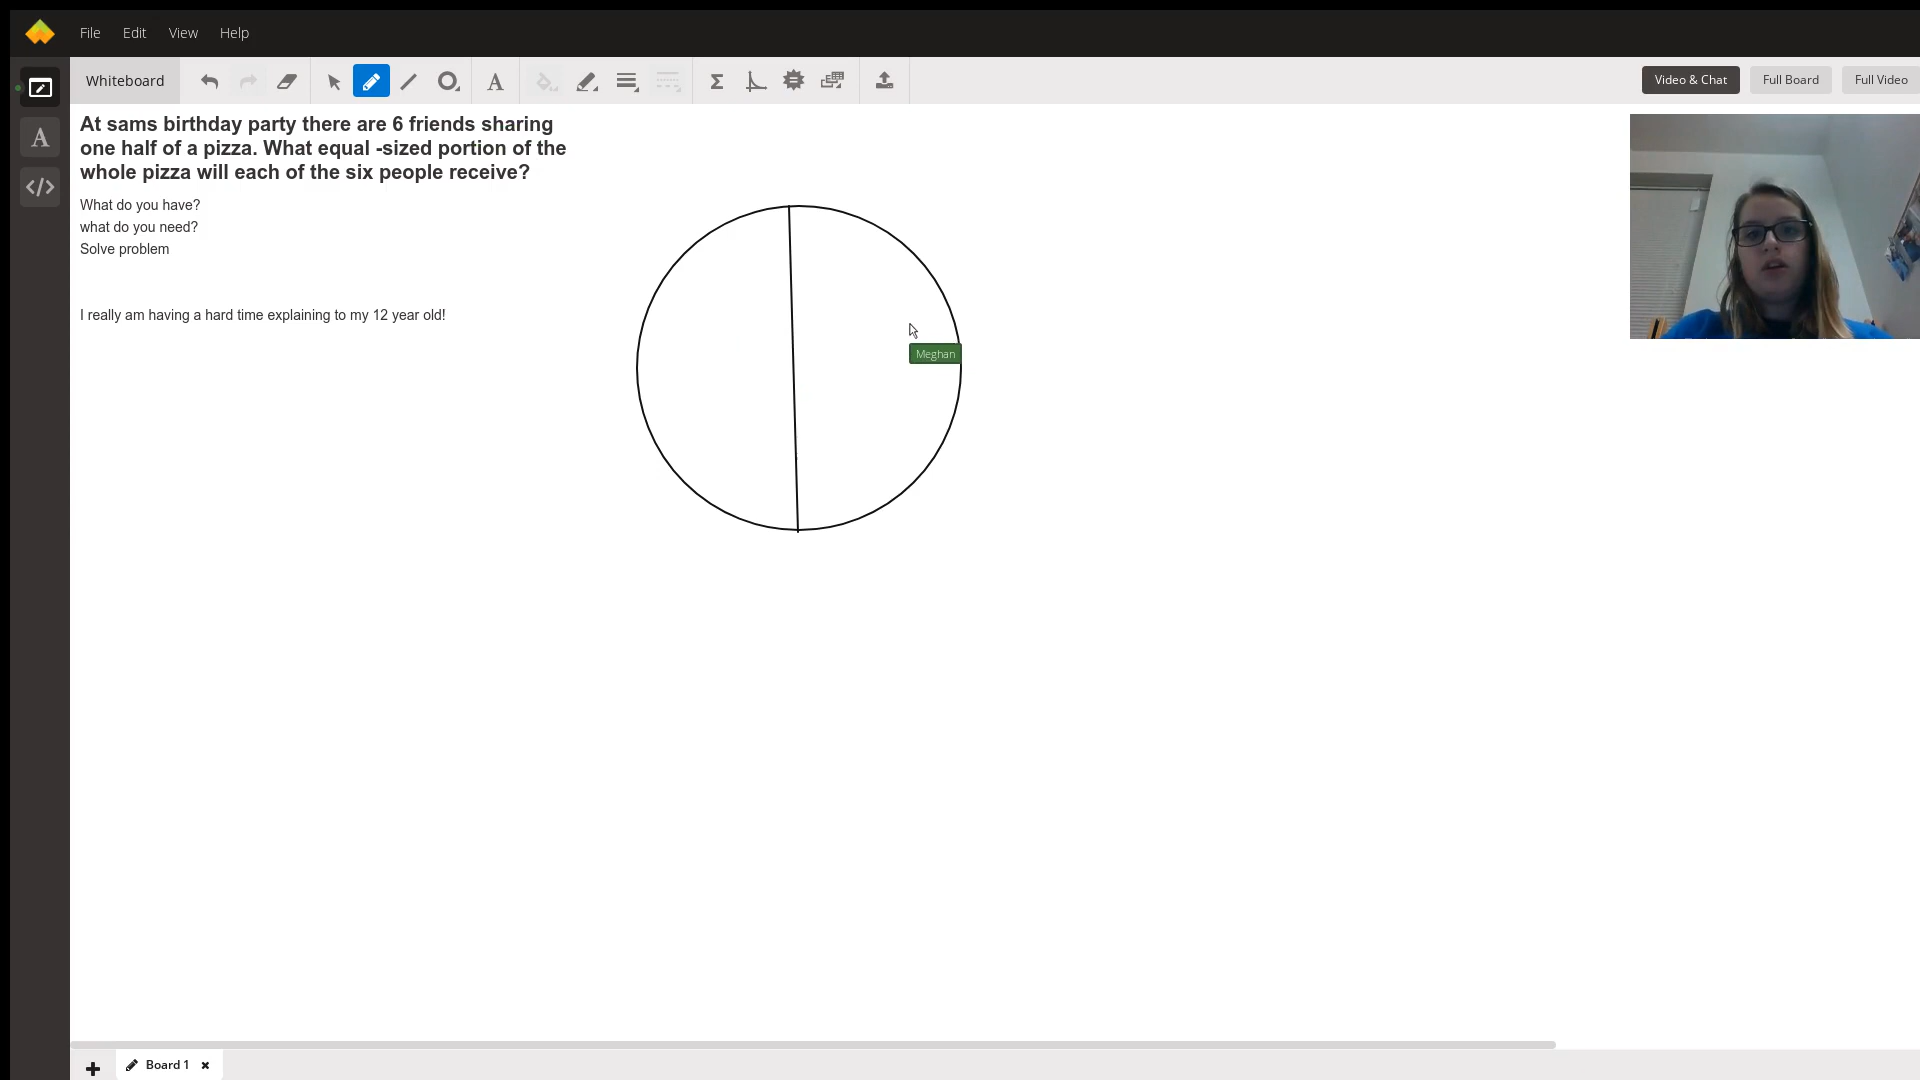 File Edit View Help
Whiteboard
Video & Chat Full Board Full Video
At sams birthday party there are 6 friends sharing
one half of a pizza. What equal -sized portion of the
whole pizza will each of the six people receive?
What do you have?
what do you need?
Solve problem
I really am having a hard time explaining to my 12 year old!
Meghan
Board 1